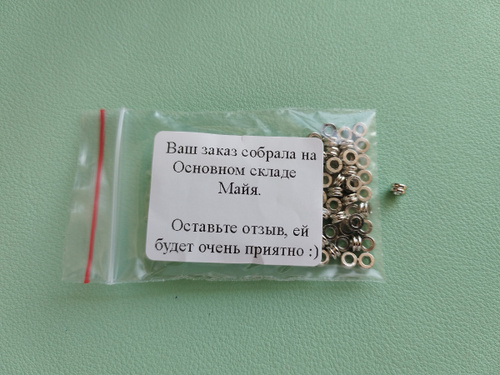 Ваш заказ собрала на
Основном складе
Майя.
Оставьте отзыв, ей
будет очень приятно :)